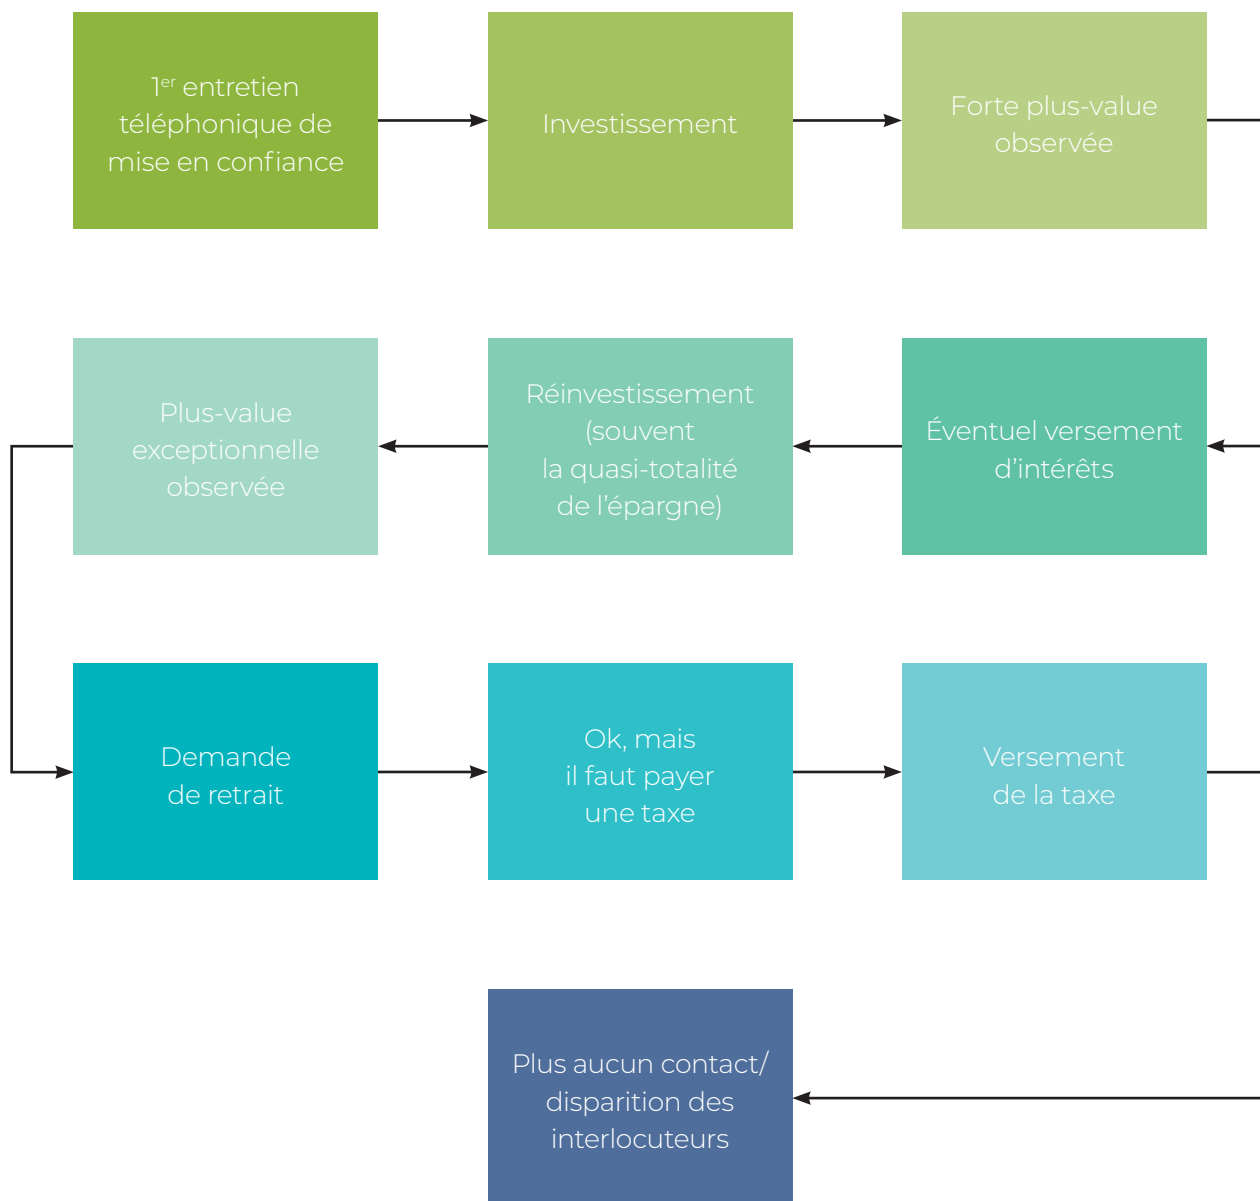 1er entretien
téléphonique de
mise en confiance
Investissement
Forte plus-value
observée
Éventuel versement
d’intérêts
Réinvestissement
(souvent
la quasi-totalité
de l’épargne)
Plus-value
exceptionnelle
observée
Demande
de retrait
Ok, mais
il faut payer
une taxe
Versement
de la taxe
Plus aucun contact/
disparition des
interlocuteurs